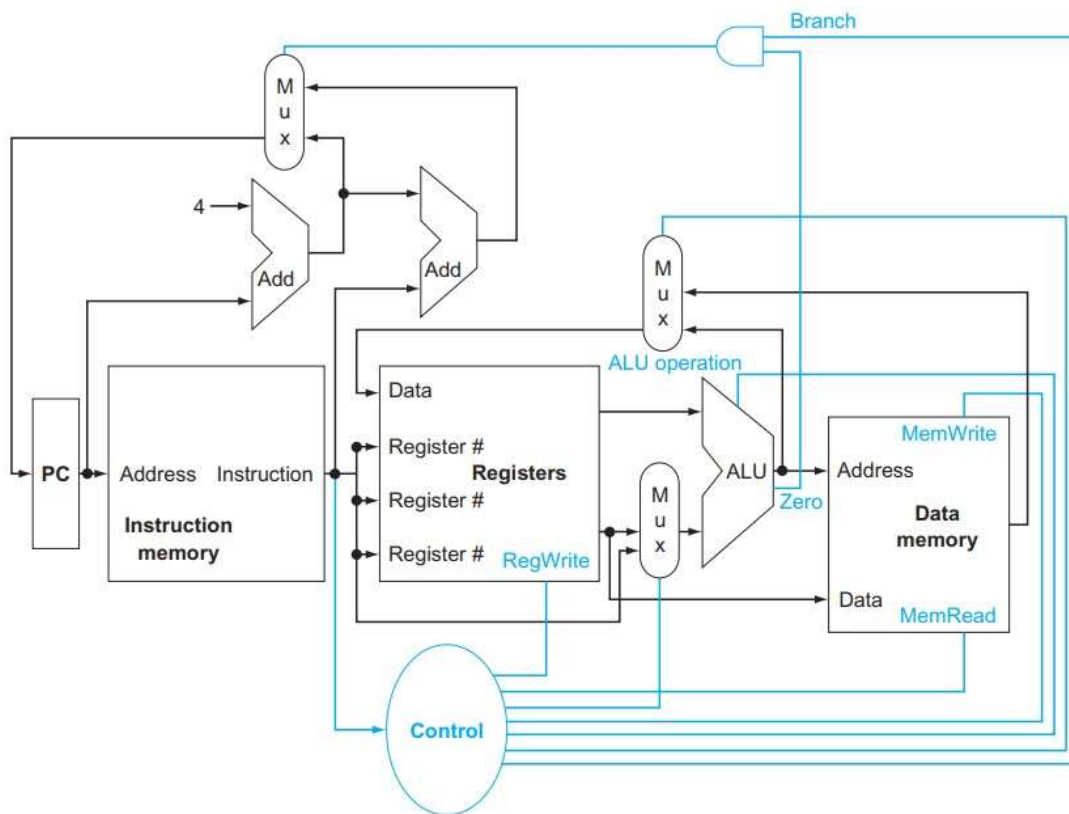 Branch
M
u
x
4
Add
Add
M
u
x
ALU operation
Data
Register #
Register #
Register #
Registers
RegWrite
PC
Address
Instruction
Instruction
memory
M
u
x
ALU
Zero
MemWrite
Address
Data
memory
Data
MemRead
Control